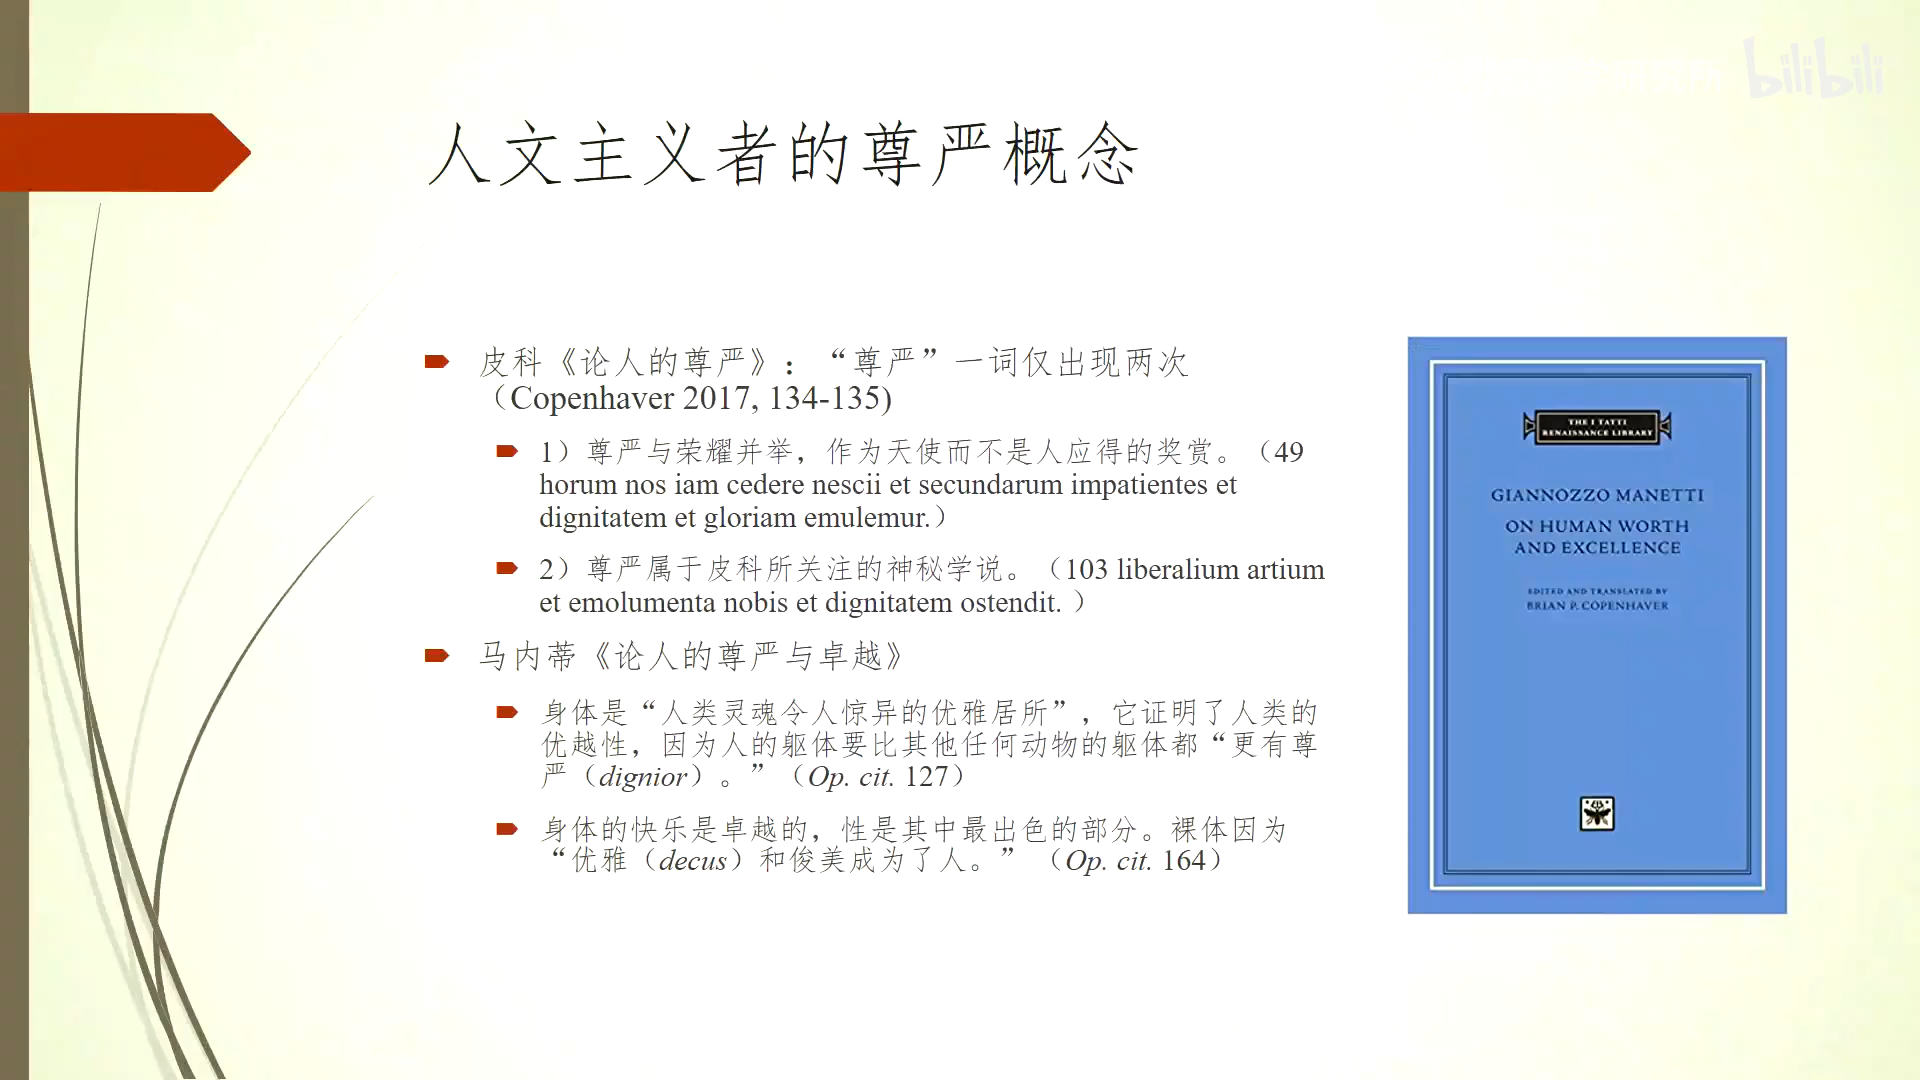 bilibili
人文主义者的尊严概念
皮科《论人的尊严》：“尊严”一词仅出现两次
（Copenhaver 2017, 134-135)
1）尊严与荣耀并举，作为天使而不是人应得的奖赏。（49
horum nos iam cedere nescii et secundarum impatientes et
dignitatem et gloriam emulemur.）
2）尊严属于皮科所关注的神秘学说。（103 liberalium artium
et emolumenta nobis et dignitatem ostendit. ）
马内蒂《论人的尊严与卓越》
身体是“人类灵魂令人惊异的优雅居所”，它证明了人类的
优越性，因为人的躯体要比其他任何动物的躯体都“更有尊
严（dignior）。”（Op. cit. 127）
身体的快乐是卓越的，性是其中最出色的部分。裸体因为
“优雅（decus）和俊美成为了人。”（Op. cit. 164）
THE I TATTI
RENAISSANCE LIBRARY
GIANNOZZO MANETTI
ON HUMAN WORTH
AND EXCELLENCE
EDITED AND TRANSLATED BY
BRIAN P. COPENHAVER